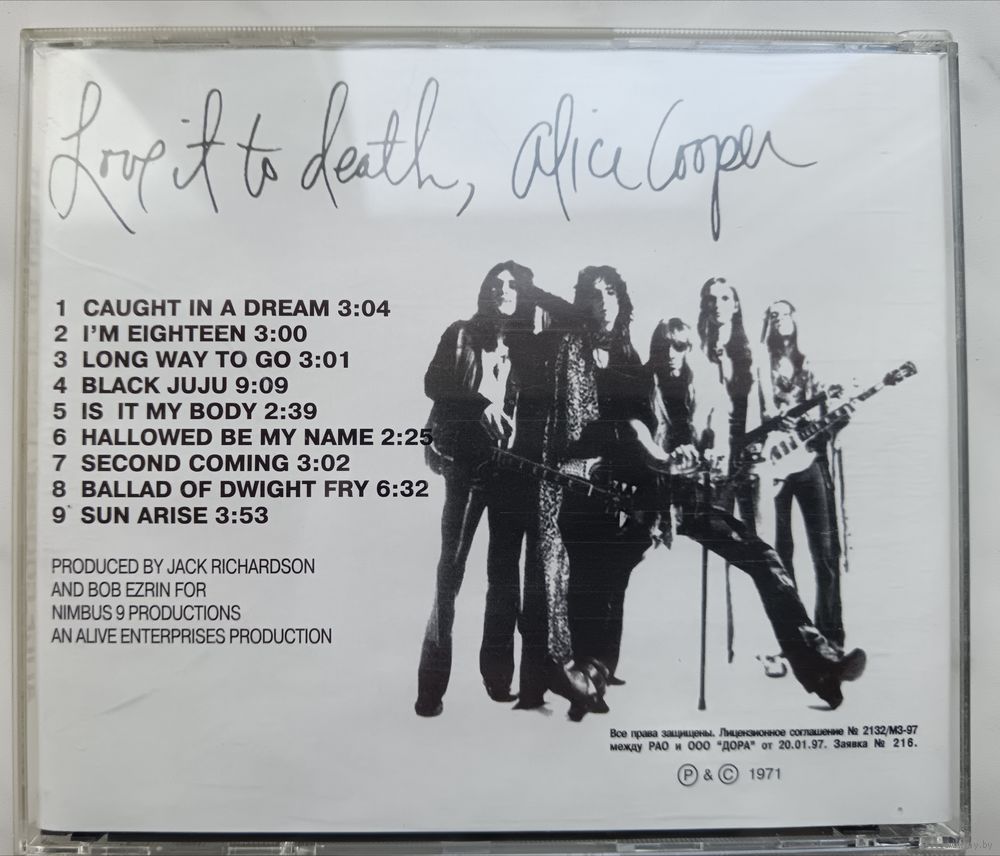 Love it to death, Alice Cooper
1 CAUGHT IN A DREAM 3:04
2 I'M EIGHTEEN 3:00
3 LONG WAY TO GO 3:01
4 BLACK JUJU 9:09
5 IS IT MY BODY 2:39
6 HALLOWED BE MY NAME 2:25
7 SECOND COMING 3:02
8 BALLAD OF DWIGHT FRY 6:32
9 SUN ARISE 3:53
PRODUCED BY JACK RICHARDSON
AND BOB EZRIN FOR
NIMBUS 9 PRODUCTIONS
AN ALIVE ENTERPRISES PRODUCTION
Все права защищены. Лицензионное соглашение № 2132/МЗ-97
между РАО и ООО "ДОРА" от 20.01.97. Заявка № 216.
Ⓟ & Ⓒ 1971